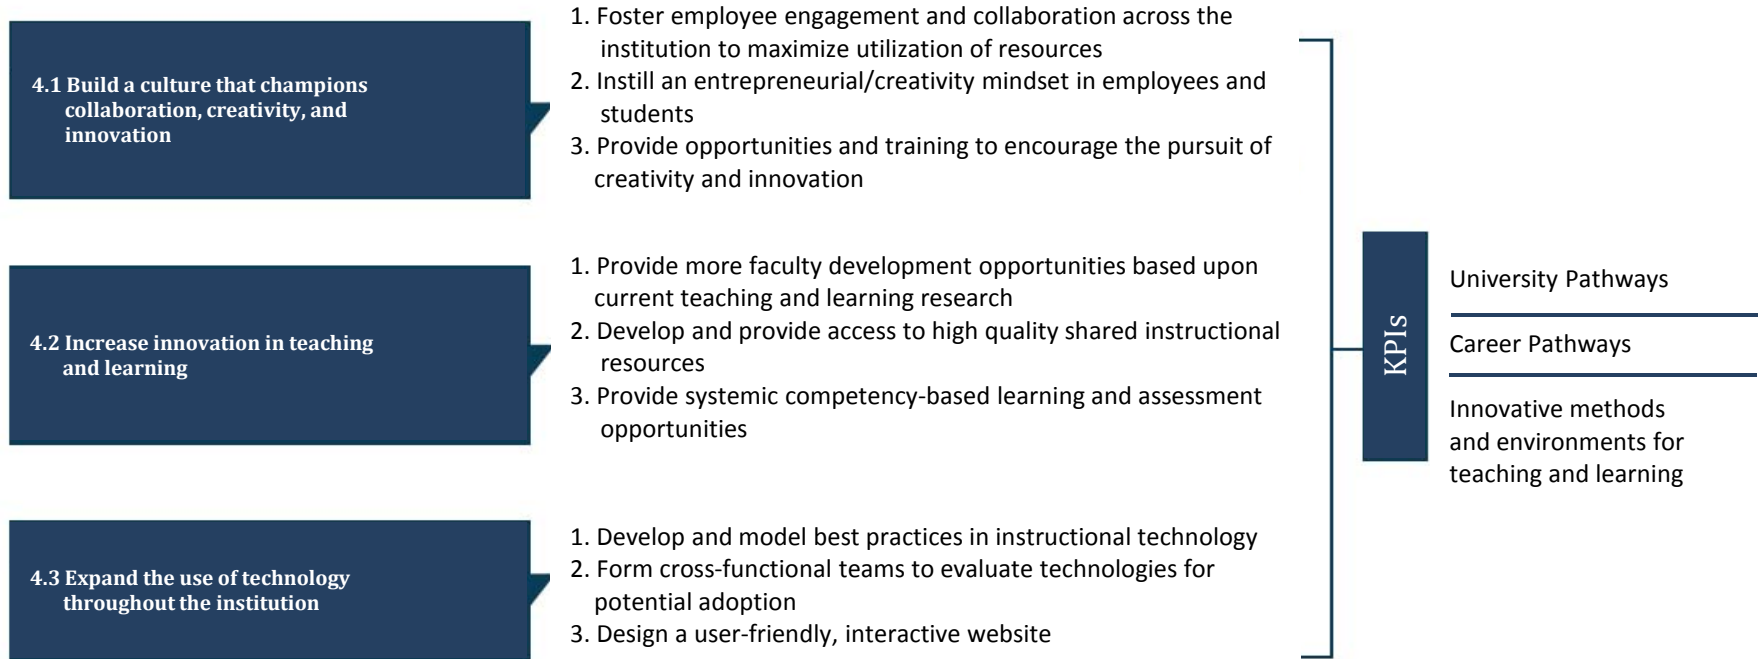 4.1 Build a culture that champions
collaboration, creativity, and
innovation
1. Foster employee engagement and collaboration across the
institution to maximize utilization of resources
2. Instill an entrepreneurial/creativity mindset in employees and
students
3. Provide opportunities and training to encourage the pursuit of
creativity and innovation
4.2 Increase innovation in teaching
and learning
1. Provide more faculty development opportunities based upon
current teaching and learning research
2. Develop and provide access to high quality shared instructional
resources
3. Provide systemic competency-based learning and assessment
opportunities
4.3 Expand the use of technology
throughout the institution
1. Develop and model best practices in instructional technology
2. Form cross-functional teams to evaluate technologies for
potential adoption
3. Design a user-friendly, interactive website
KPIs
University Pathways
Career Pathways
Innovative methods
and environments for
teaching and learning